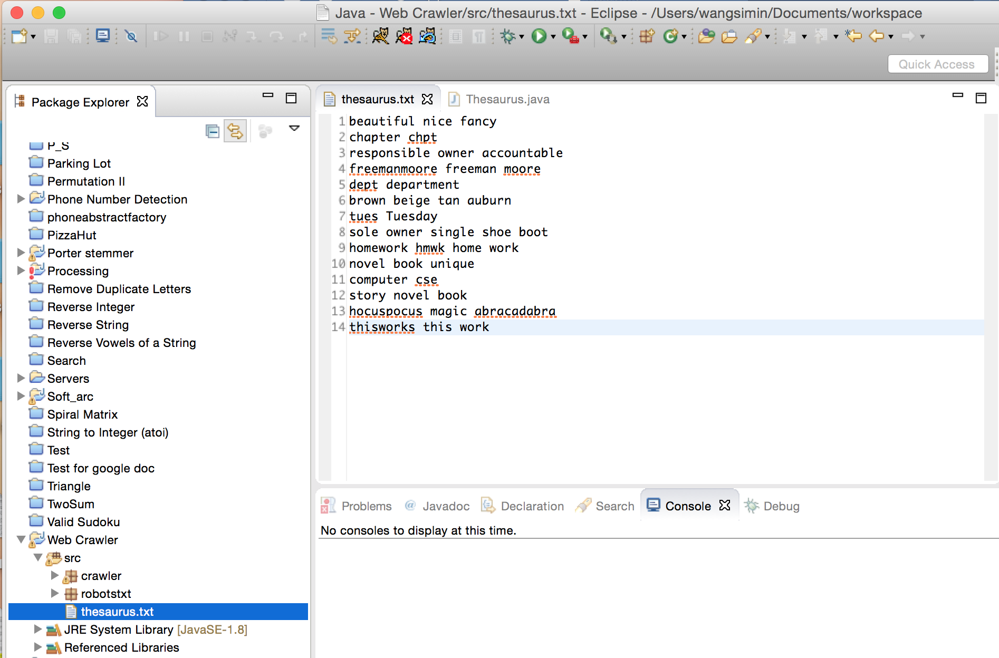 Java - Web Crawler/src/thesaurus.txt - Eclipse - /Users/wangsimin/Documents/workspace
Quick Access
Package Explorer
P_S
Parking Lot
Permutation II
Phone Number Detection
phoneabstractfactory
PizzaHut
Porter stemmer
Processing
Remove Duplicate Letters
Reverse Integer
Reverse String
Reverse Vowels of a String
Search
Servers
Soft_arc
Spiral Matrix
String to Integer (atoi)
Test
Test for google doc
Triangle
TwoSum
Valid Sudoku
Web Crawler
src
crawler
robotstxt
thesaurus.txt
JRE System Library [JavaSE-1.8]
Referenced Libraries
thesaurus.txt Thesaurus.java
1 beautiful nice fancy
2 chapter chpt
3 responsible owner accountable
4 freemanmoore freeman moore
5 dept department
6 brown beige tan auburn
7 tues Tuesday
8 sole owner single shoe boot
9 homework hmwk home work
10 novel book unique
11 computer cse
12 story novel book
13 hocuspocus magic abracadabra
14 thisworks this work
Problems @ Javadoc Declaration Search Console Debug
No consoles to display at this time.